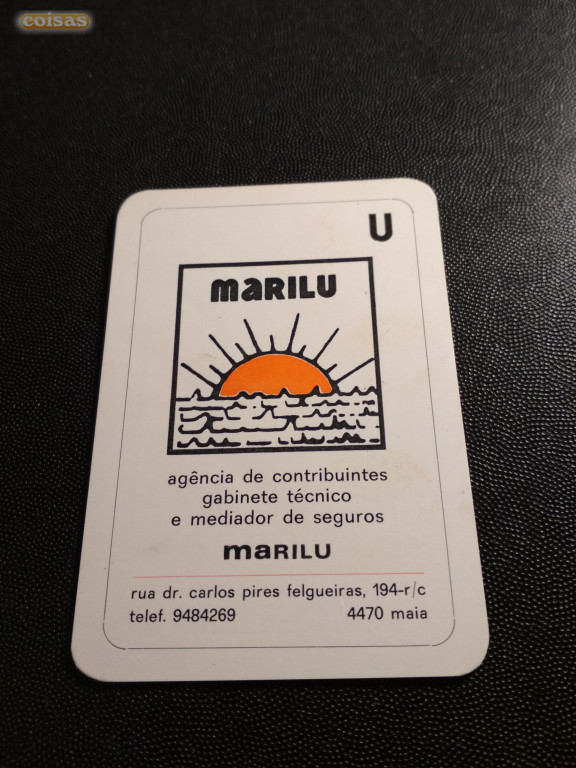 coisas
U
maRILU
agência de contribuintes
gabinete técnico
e mediador de seguros
maRILU
rua dr. carlos pires felgueiras, 194-r/c
telef. 9484269 4470 maia